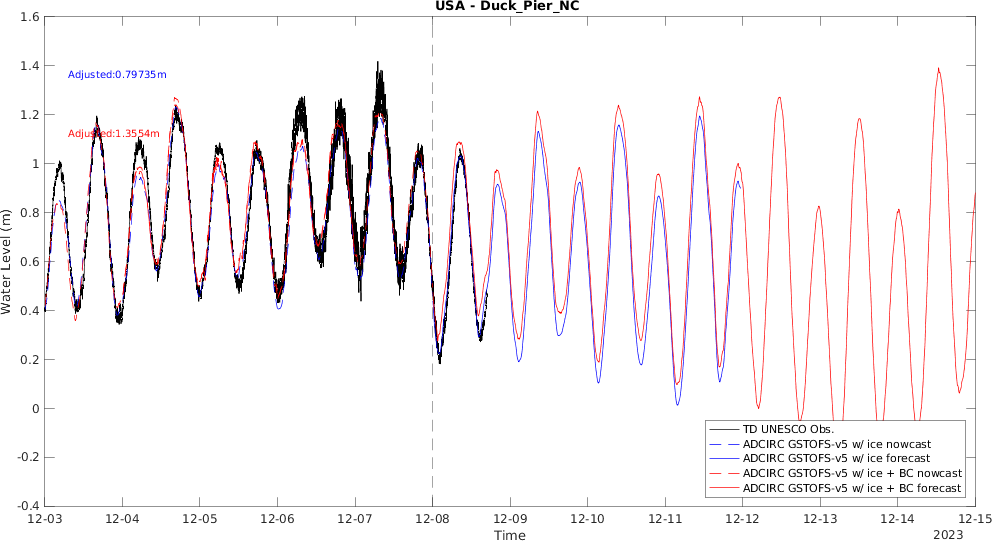 USA - Duck_Pier_NC
1.6
1.4
1.2
1
0.8
0.6
0.4
0.2
0
-0.2
-0.4
Water Level (m)
Adjusted:0.79735m
Adjusted:1.3554m
TD UNESCO Obs.
ADCIRC GSTOFS-v5 w/ ice nowcast
ADCIRC GSTOFS-v5 w/ ice forecast
ADCIRC GSTOFS-v5 w/ ice + BC nowcast
ADCIRC GSTOFS-v5 w/ ice + BC forecast
12-03 12-04 12-05 12-06 12-07 12-08 12-09 12-10 12-11 12-12 12-13 12-14 12-15
Time
2023